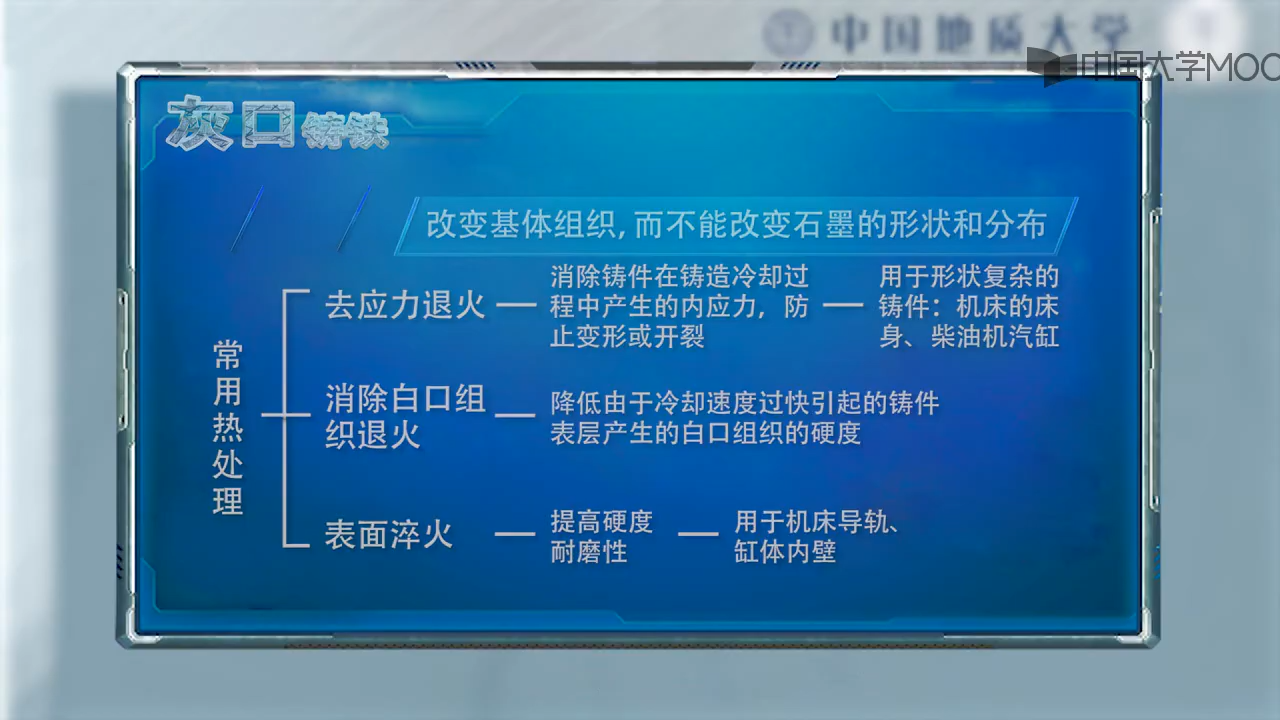 中国地质大学
中国大学MOO
灰口铸铁
改变基体组织,而不能改变石墨的形状和分布
常用热处理
去应力退火
消除铸件在铸造冷却过
程中产生的内应力，防
止变形或开裂
用于形状复杂的
铸件：机床的床
身、柴油机汽缸
消除白口组
织退火
降低由于冷却速度过快引起的铸件
表层产生的白口组织的硬度
表面淬火
提高硬度
耐磨性
用于机床导轨、
缸体内壁